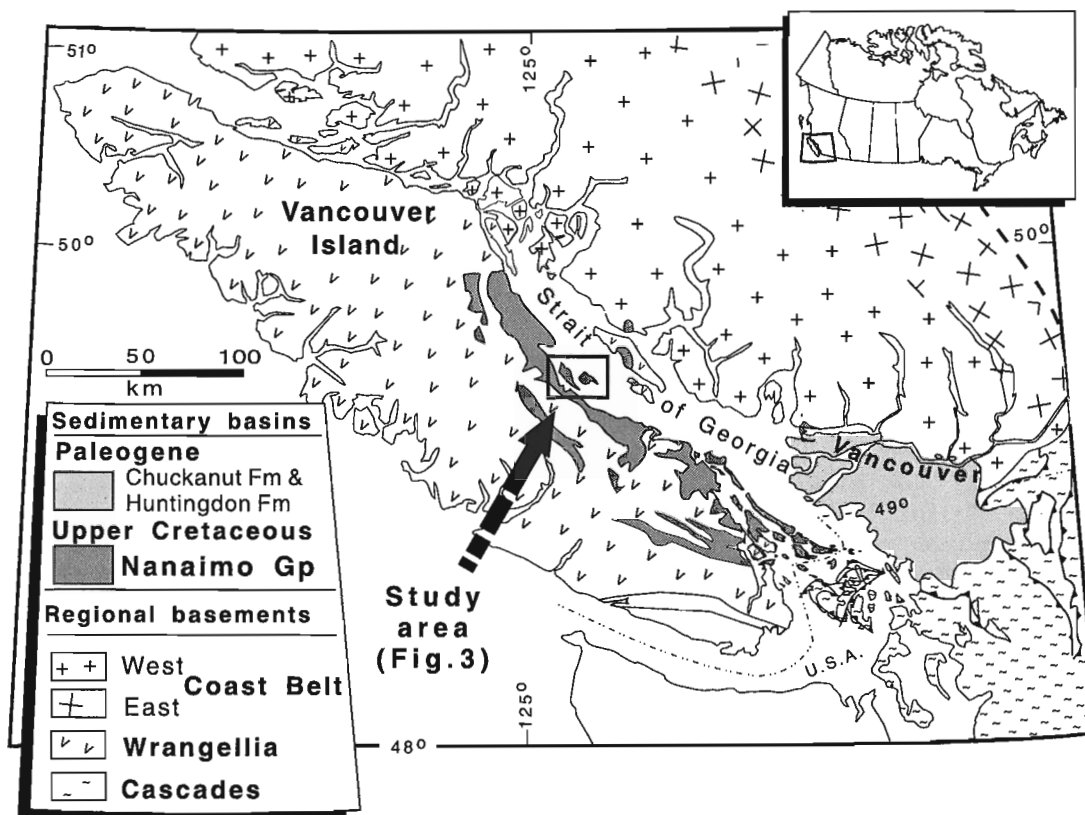 51°
125°
50°
50°
Vancouver
Island
Strait
of Georgia
Vancouver
49°
0 50 100
km
Study
area
(Fig.3)
U.S.A.
125°
48°
Sedimentary basins
Paleogene
Chuckanut Fm &
Huntingdon Fm
Upper Cretaceous
Nanaimo Gp
Regional basements
West
Coast Belt
East
Wrangellia
Cascades